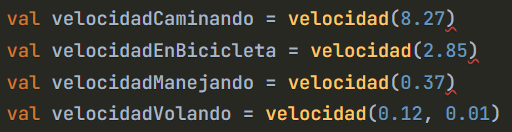 val velocidadCaminando = velocidad(8.27)
val velocidadEnBicicleta = velocidad(2.85)
val velocidadManejando = velocidad(0.37)
val velocidadVolando = velocidad(0.12, 0.01)